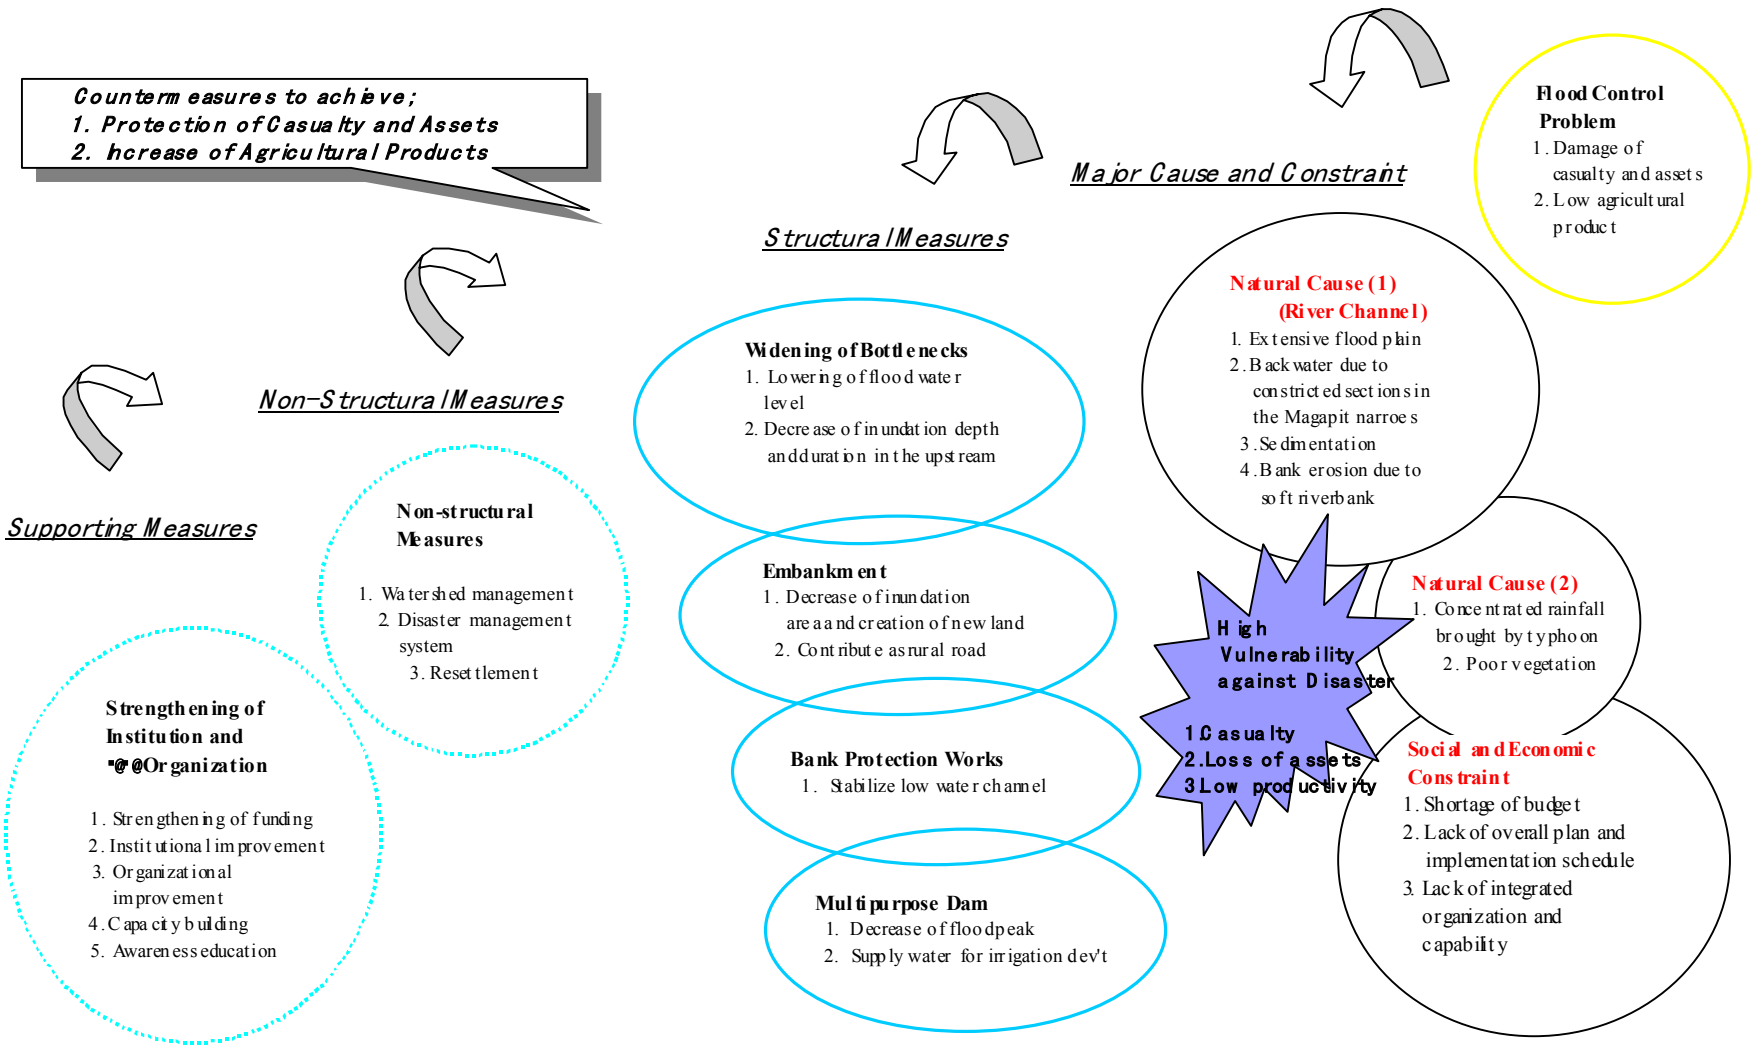 Countermeasures to achieve;
1. Protection of Casualty and Assets
2. Increase of Agricultural Products
Flood Control
Problem
1. Damage of
casualty and assets
2. Low agricultural
product
Major Cause and Constraint
Natural Cause (1)
(River Channel)
1. Extensive flood plain
2. Backwater due to
constricted sections in
the Magapit narroes
3. Sedimentation
4. Bank erosion due to
soft riverbank
Natural Cause (2)
1. Concentrated rainfall
brought by typhoon
2. Poor vegetation
Social and Economic
Constraint
1. Shortage of budget
2. Lack of overall plan and
implementation schedule
3. Lack of integrated
organization and
capability
High
Vulnerability
against Disaster
1.Casualty
2.Loss of assets
3.Low productivity
Structural Measures
Widening of Bottlenecks
1. Lowering of flood water
level
2. Decrease of inundation depth
and duration in the upstream
Embankment
1. Decrease of inundation
area and creation of new land
2. Contribute as rural road
Bank Protection Works
1. Stabilize low water channel
Multipurpose Dam
1. Decrease of flood peak
2. Supply water for irrigation dev't
Non-Structural Measures
Non-structural
Measures
1. Watershed management
2. Disaster management
system
3. Resettlement
Supporting Measures
Strengthening of
Institution and
@ @Organization
1. Strengthening of funding
2. Institutional improvement
3. Organizational
improvement
4. Capacity building
5. Awareness education